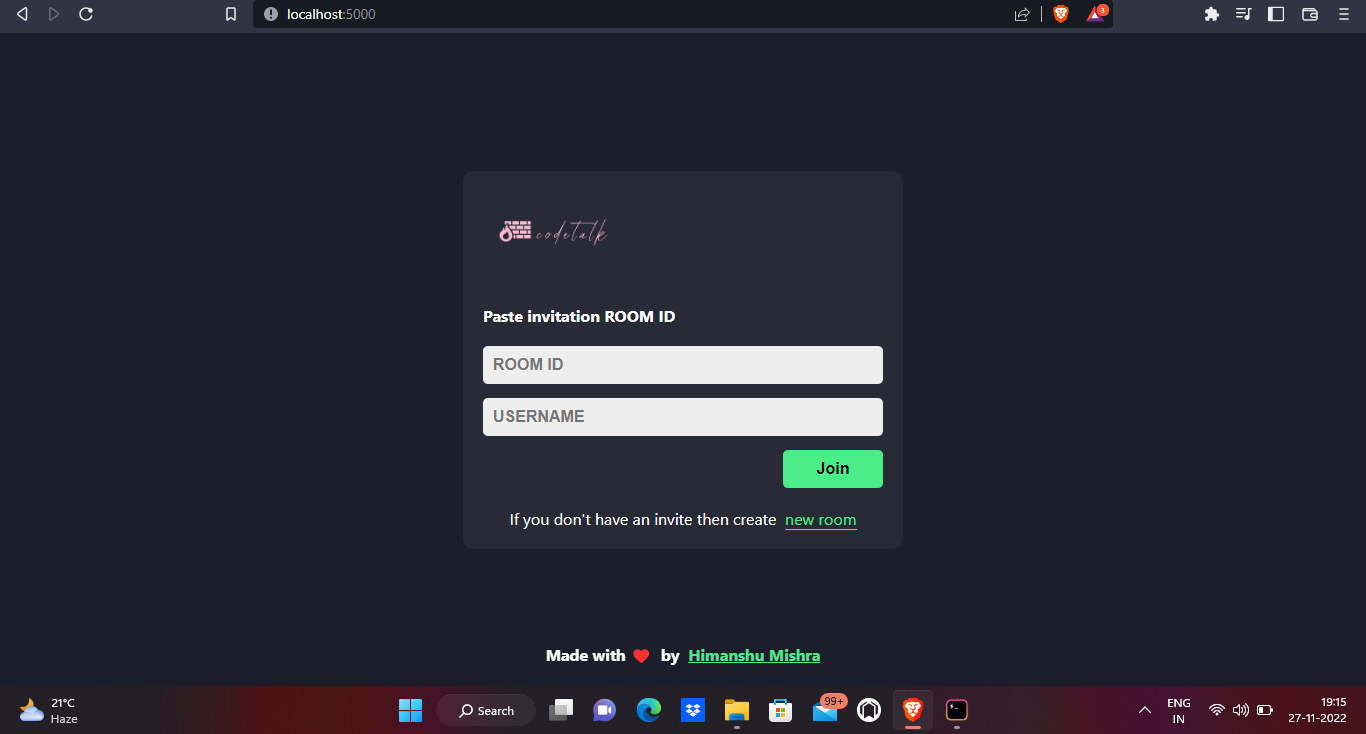 localhost:5000
3
codetalk
Paste invitation ROOM ID
ROOM ID
USERNAME
Join
If you don't have an invite then create new room
Made with ❤ by Himanshu Mishra
21°C
Haze
Search
99+
ENG
IN
19:15
27-11-2022